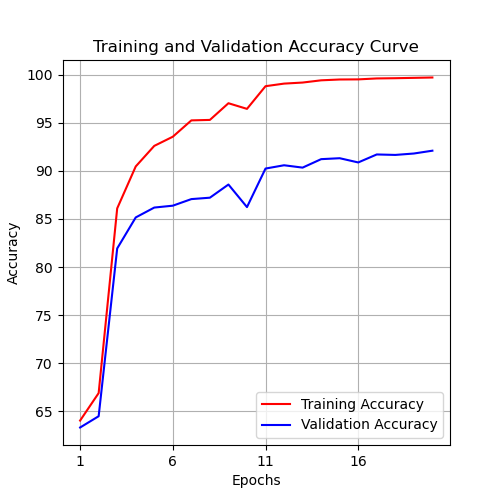 Training and Validation Accuracy Curve
100
95
90
85
80
75
70
65
Accuracy
Training Accuracy
Validation Accuracy
1 6 11 16
Epochs